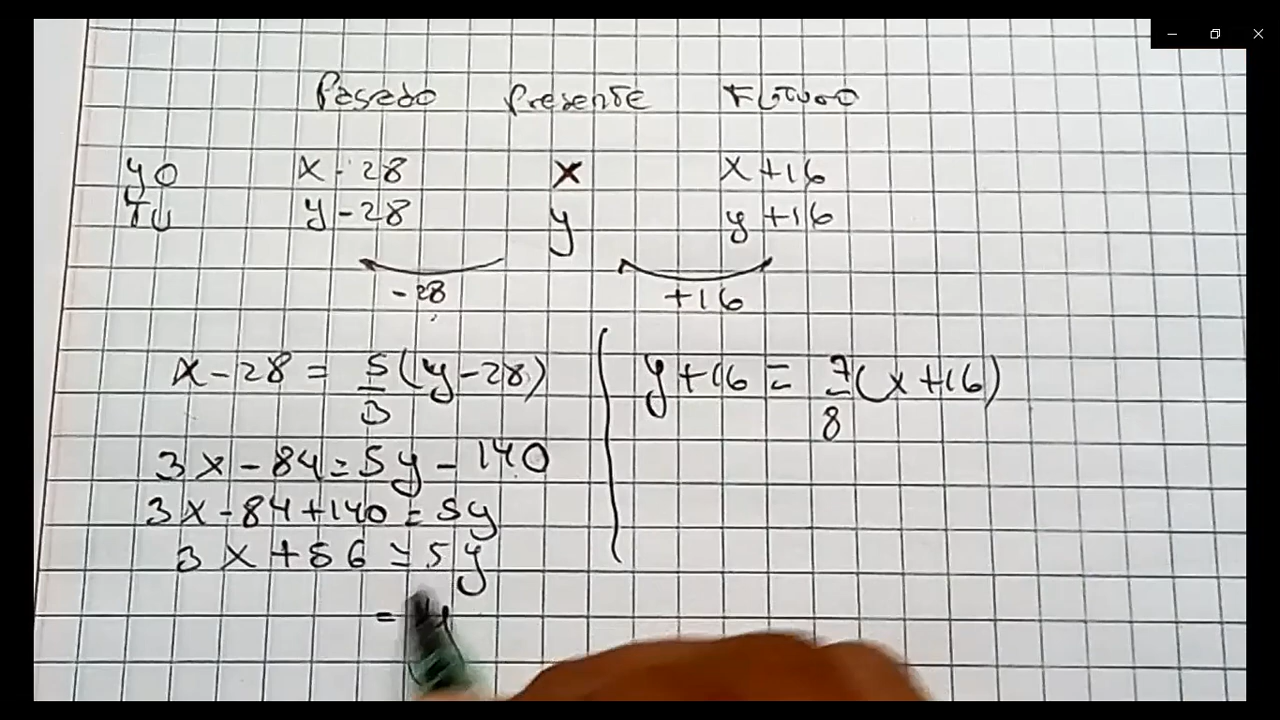 Pasado Presente Futuro
yo x-28 x x+16
Tu y-28 y y+16
-28 +16
x-28 = 5/3 (y-28) y+16 = 7/8 (x+16)
3x-84=5y-140
3x-84+140=5y
3x+56=5y
= y